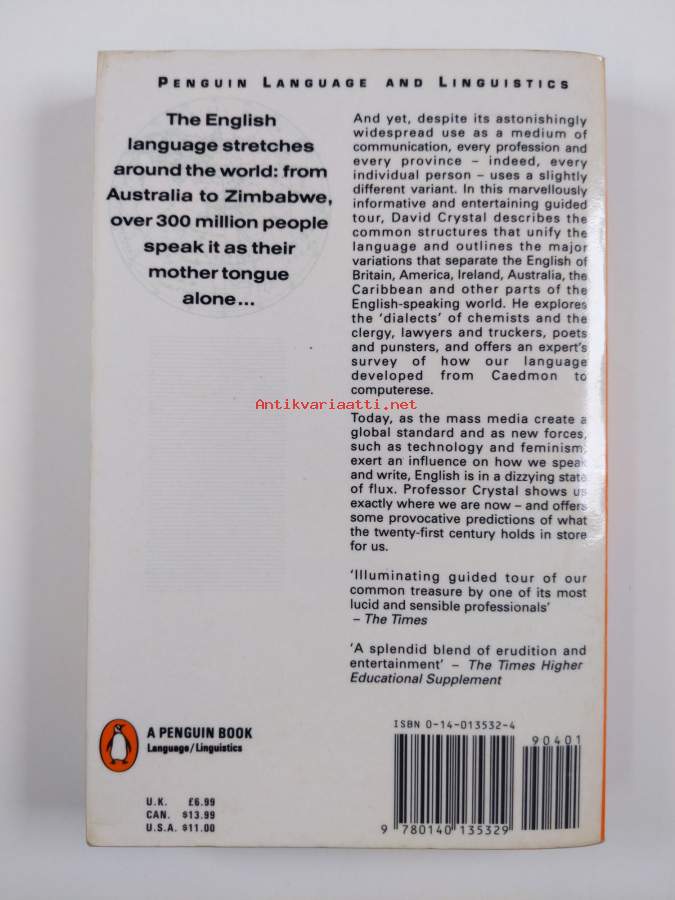 PENGUIN LANGUAGE AND LINGUISTICS
The English
language stretches
around the world: from
Australia to Zimbabwe,
over 300 million people
speak it as their
mother tongue
alone...
And yet, despite its astonishingly
widespread use as a medium of
communication, every profession and
every province – indeed, every
individual person – uses a slightly
different variant. In this marvellously
informative and entertaining guided
tour, David Crystal describes the
common structures that unify the
language and outlines the major
variations that separate the English of
Britain, America, Ireland, Australia, the
Caribbean and other parts of the
English-speaking world. He explores
the 'dialects' of chemists and the
clergy, lawyers and truckers, poets
and punsters, and offers an expert's
survey of how our language
developed from Caedmon to
computerese.
Antikvariaatti.net
Today, as the mass media create a
global standard and as new forces,
such as technology and feminism,
exert an influence on how we speak
and write, English is in a dizzying state
of flux. Professor Crystal shows us
exactly where we are now – and offers
some provocative predictions of what
the twenty-first century holds in store
for us.
'Illuminating guided tour of our
common treasure by one of its most
lucid and sensible professionals'
– The Times
'A splendid blend of erudition and
entertainment' – The Times Higher
Educational Supplement
A PENGUIN BOOK
Language/Linguistics
U.K. £6.99
CAN. $13.99
U.S.A. $11.00
ISBN 0-14-013532-4
90401
9 780140 135329